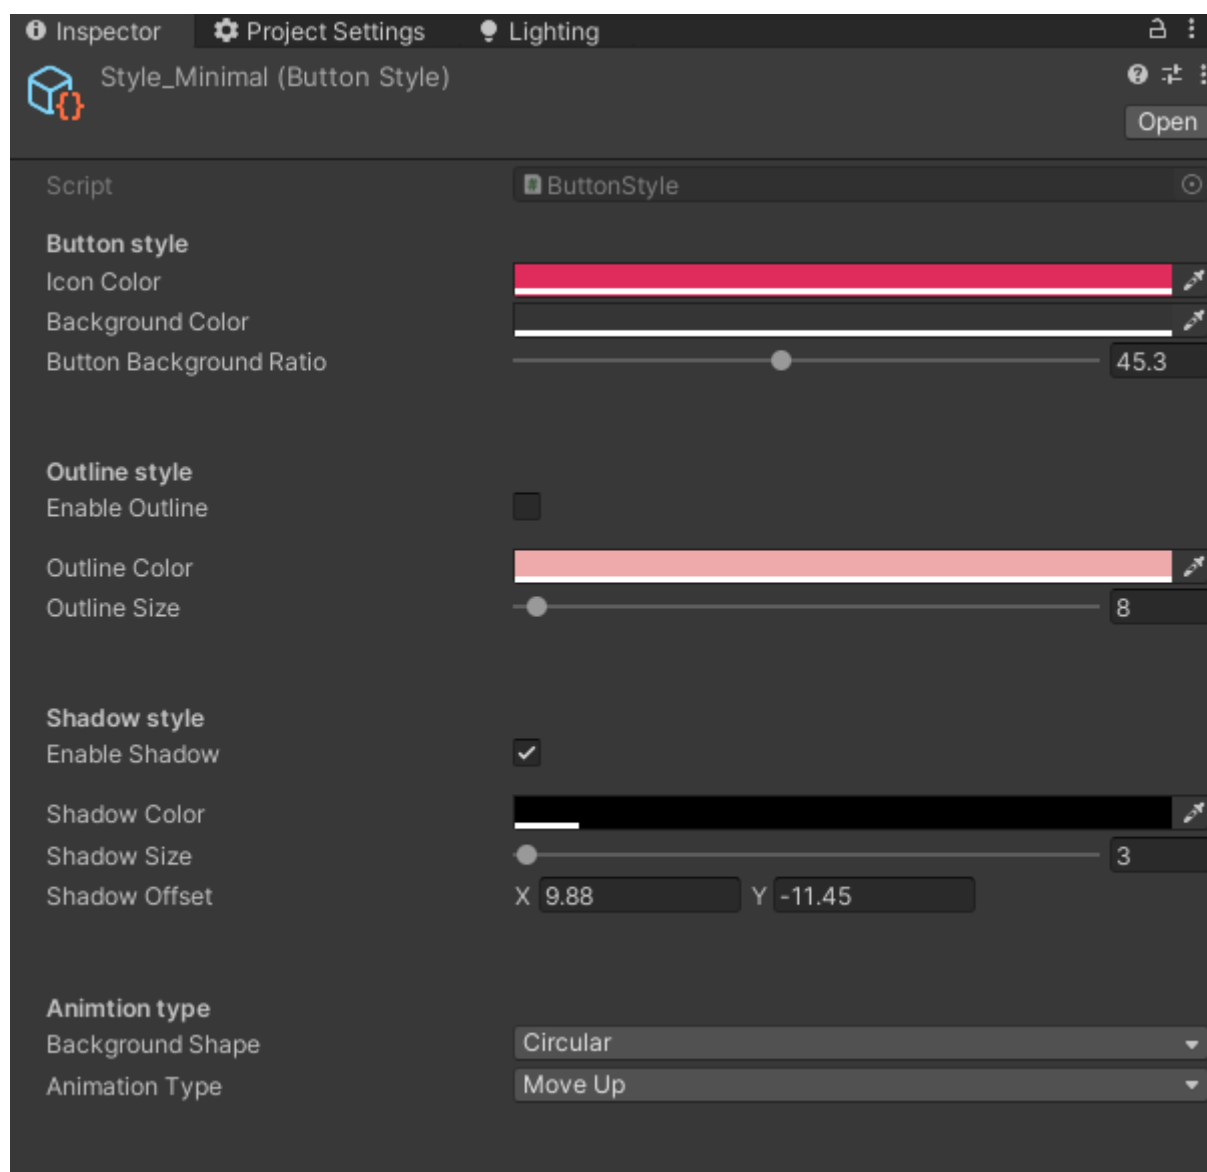 Inspector Project Settings Lighting
Style_Minimal (Button Style)
Open
Script ButtonStyle
Button style
Icon Color
Background Color
Button Background Ratio 45.3
Outline style
Enable Outline
Outline Color
Outline Size 8
Shadow style
Enable Shadow
Shadow Color
Shadow Size 3
Shadow Offset X 9.88 Y -11.45
Animtion type
Background Shape Circular
Animation Type Move Up